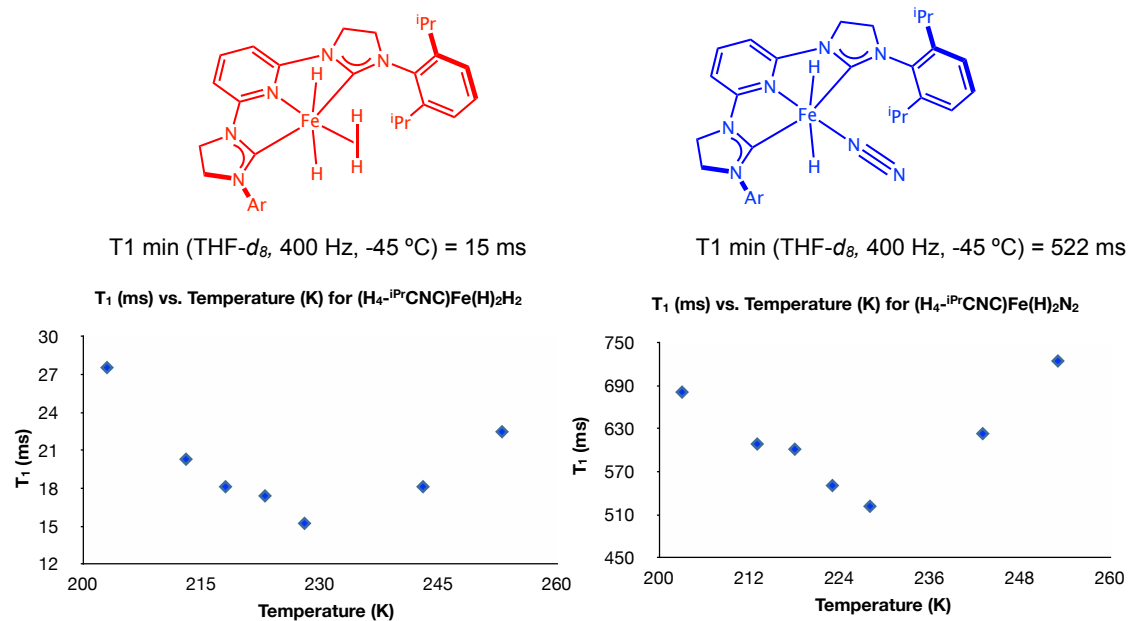 iPr
N
N
H
N
Fe
H
iPr
H
N
H
N
Ar
iPr
N
N
H
N
Fe
iPr
N
N
H
N
N
Ar
T1 min (THF-d8, 400 Hz, -45 ºC) = 15 ms
T1 min (THF-d8, 400 Hz, -45 ºC) = 522 ms
T1 (ms) vs. Temperature (K) for (H4-iPrCNC)Fe(H)2H2
30
27
24
21
18
15
12
T1 (ms)
200 215 230 245 260
Temperature (K)
T1 (ms) vs. Temperature (K) for (H4-iPrCNC)Fe(H)2N2
750
690
630
570
510
450
T1 (ms)
200 212 224 236 248 260
Temperature (K)